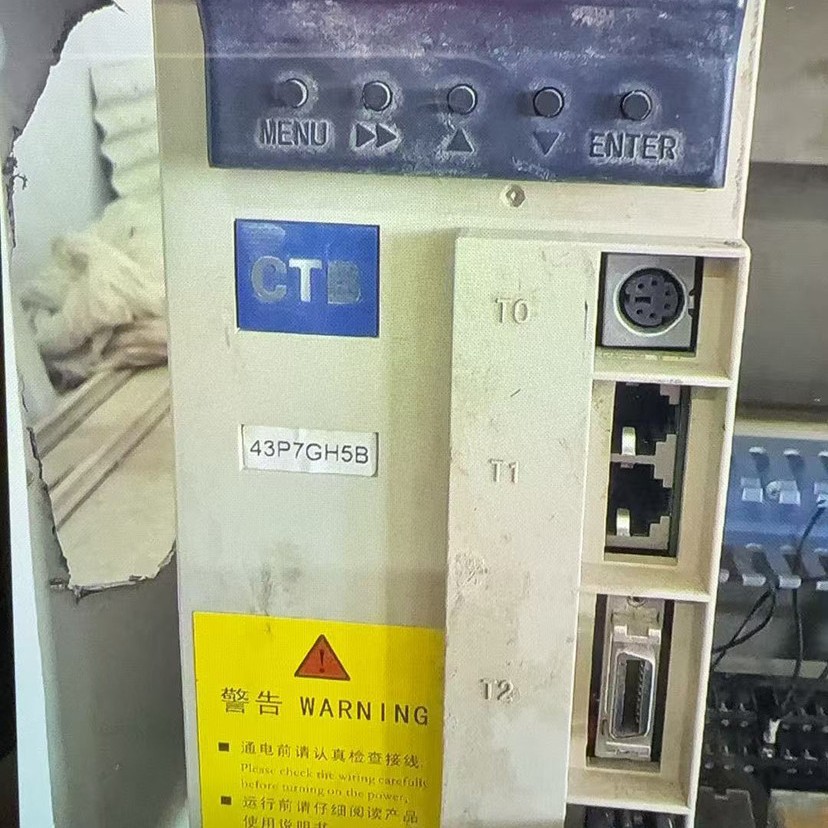 MENU ▶▶ ▲ ▼ ENTER
CTB
T0
43P7GH5B
T1
T2
警告 WARNING
■ 通电前请认真检查接线.
Please check the wiring carefully
before turning on the power,
■ 运行前请仔细阅读产品
使用说明书